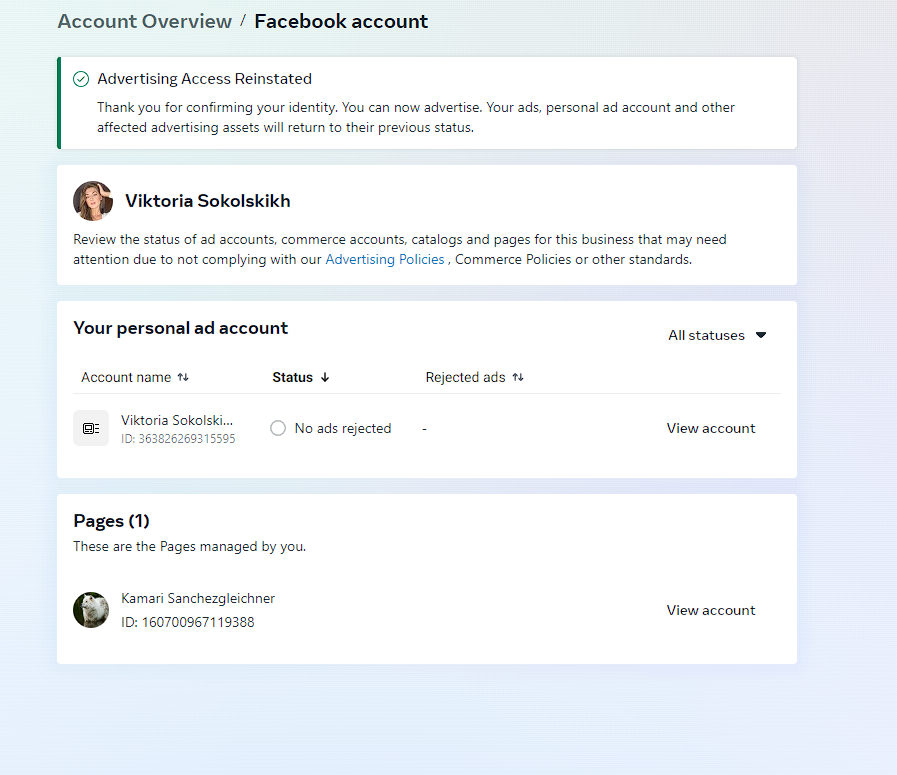 Account Overview / Facebook account
Advertising Access Reinstated
Thank you for confirming your identity. You can now advertise. Your ads, personal ad account and other
affected advertising assets will return to their previous status.
Viktoria Sokolskikh
Review the status of ad accounts, commerce accounts, catalogs and pages for this business that may need
attention due to not complying with our Advertising Policies , Commerce Policies or other standards.
Your personal ad account
All statuses
Account name Status Rejected ads
Viktoria Sokolski...
ID: 363826269315595
No ads rejected
-
View account
Pages (1)
These are the Pages managed by you.
Kamari Sanchezgleichner
ID: 160700967119388
View account